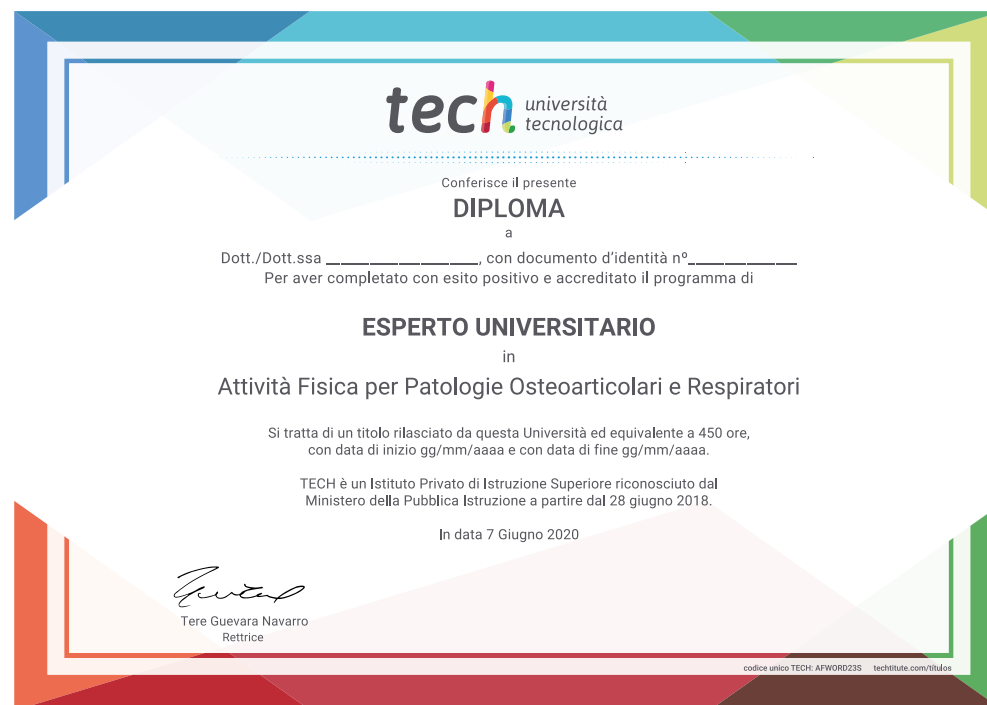 tech università
tecnologica
Conferisce il presente
DIPLOMA
a
Dott./Dott.ssa ____________________, con documento d'identità nº______________
Per aver completato con esito positivo e accreditato il programma di
ESPERTO UNIVERSITARIO
in
Attività Fisica per Patologie Osteoarticolari e Respiratori
Si tratta di un titolo rilasciato da questa Università ed equivalente a 450 ore,
con data di inizio gg/mm/aaaa e con data di fine gg/mm/aaaa.
TECH è un Istituto Privato di Istruzione Superiore riconosciuto dal
Ministero della Pubblica Istruzione a partire dal 28 giugno 2018.
In data 7 Giugno 2020
Tere Guevara Navarro
Rettrice
codice unico TECH: AFWORD23S techtitute.com/títulos